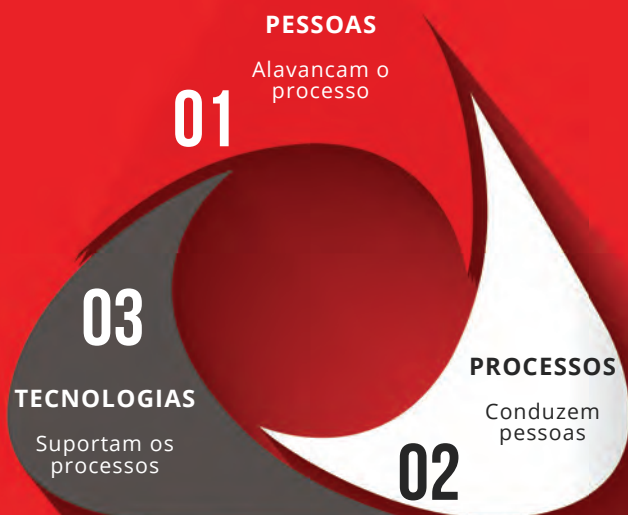 PESSOAS
Alavancam o
processo
01
PROCESSOS
Conduzem
pessoas
02
03
TECNOLOGIAS
Suportam os
processos